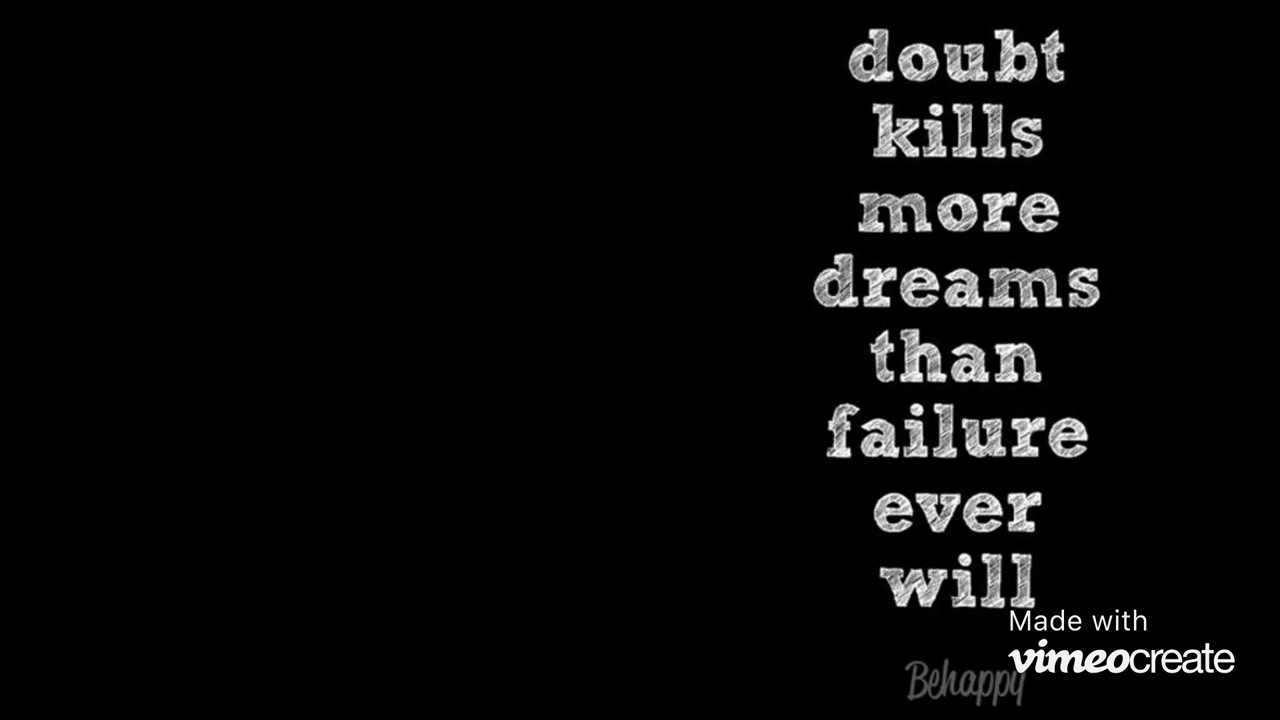 doubt
kills
more
dreams
than
failure
ever
will
Made with
vimeocreate
Behappy